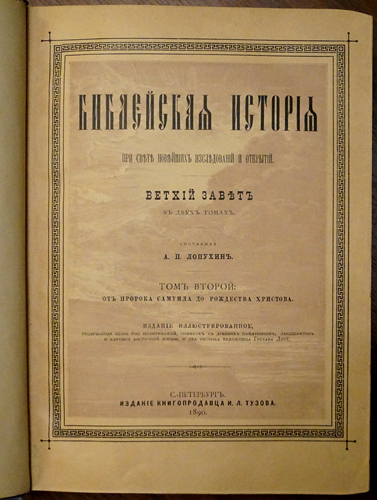 БИБЛЕЙСКАЯ ИСТОРІЯ
ПРИ СВѢТѢ НОВѢЙШИХЪ ИЗСЛѢДОВАНІЙ И ОТКРЫТІЙ.
ВЕТХІЙ ЗАВѢТЪ
ВЪ ДВУХЪ ТОМАХЪ.
А. П. ЛОПУХИНЪ.
ТОМЪ ВТОРОЙ:
ОТЪ ПРОРОКА САМУИЛА ДО РОЖДЕСТВА ХРИСТОВА.
ИЗДАНІЕ ИЛЛЮСТРИРОВАННОЕ,
С.-ПЕТЕРБУРГЪ.
ИЗДАНІЕ КНИГОПРОДАВЦА И. Л. ТУЗОВА.
1890.